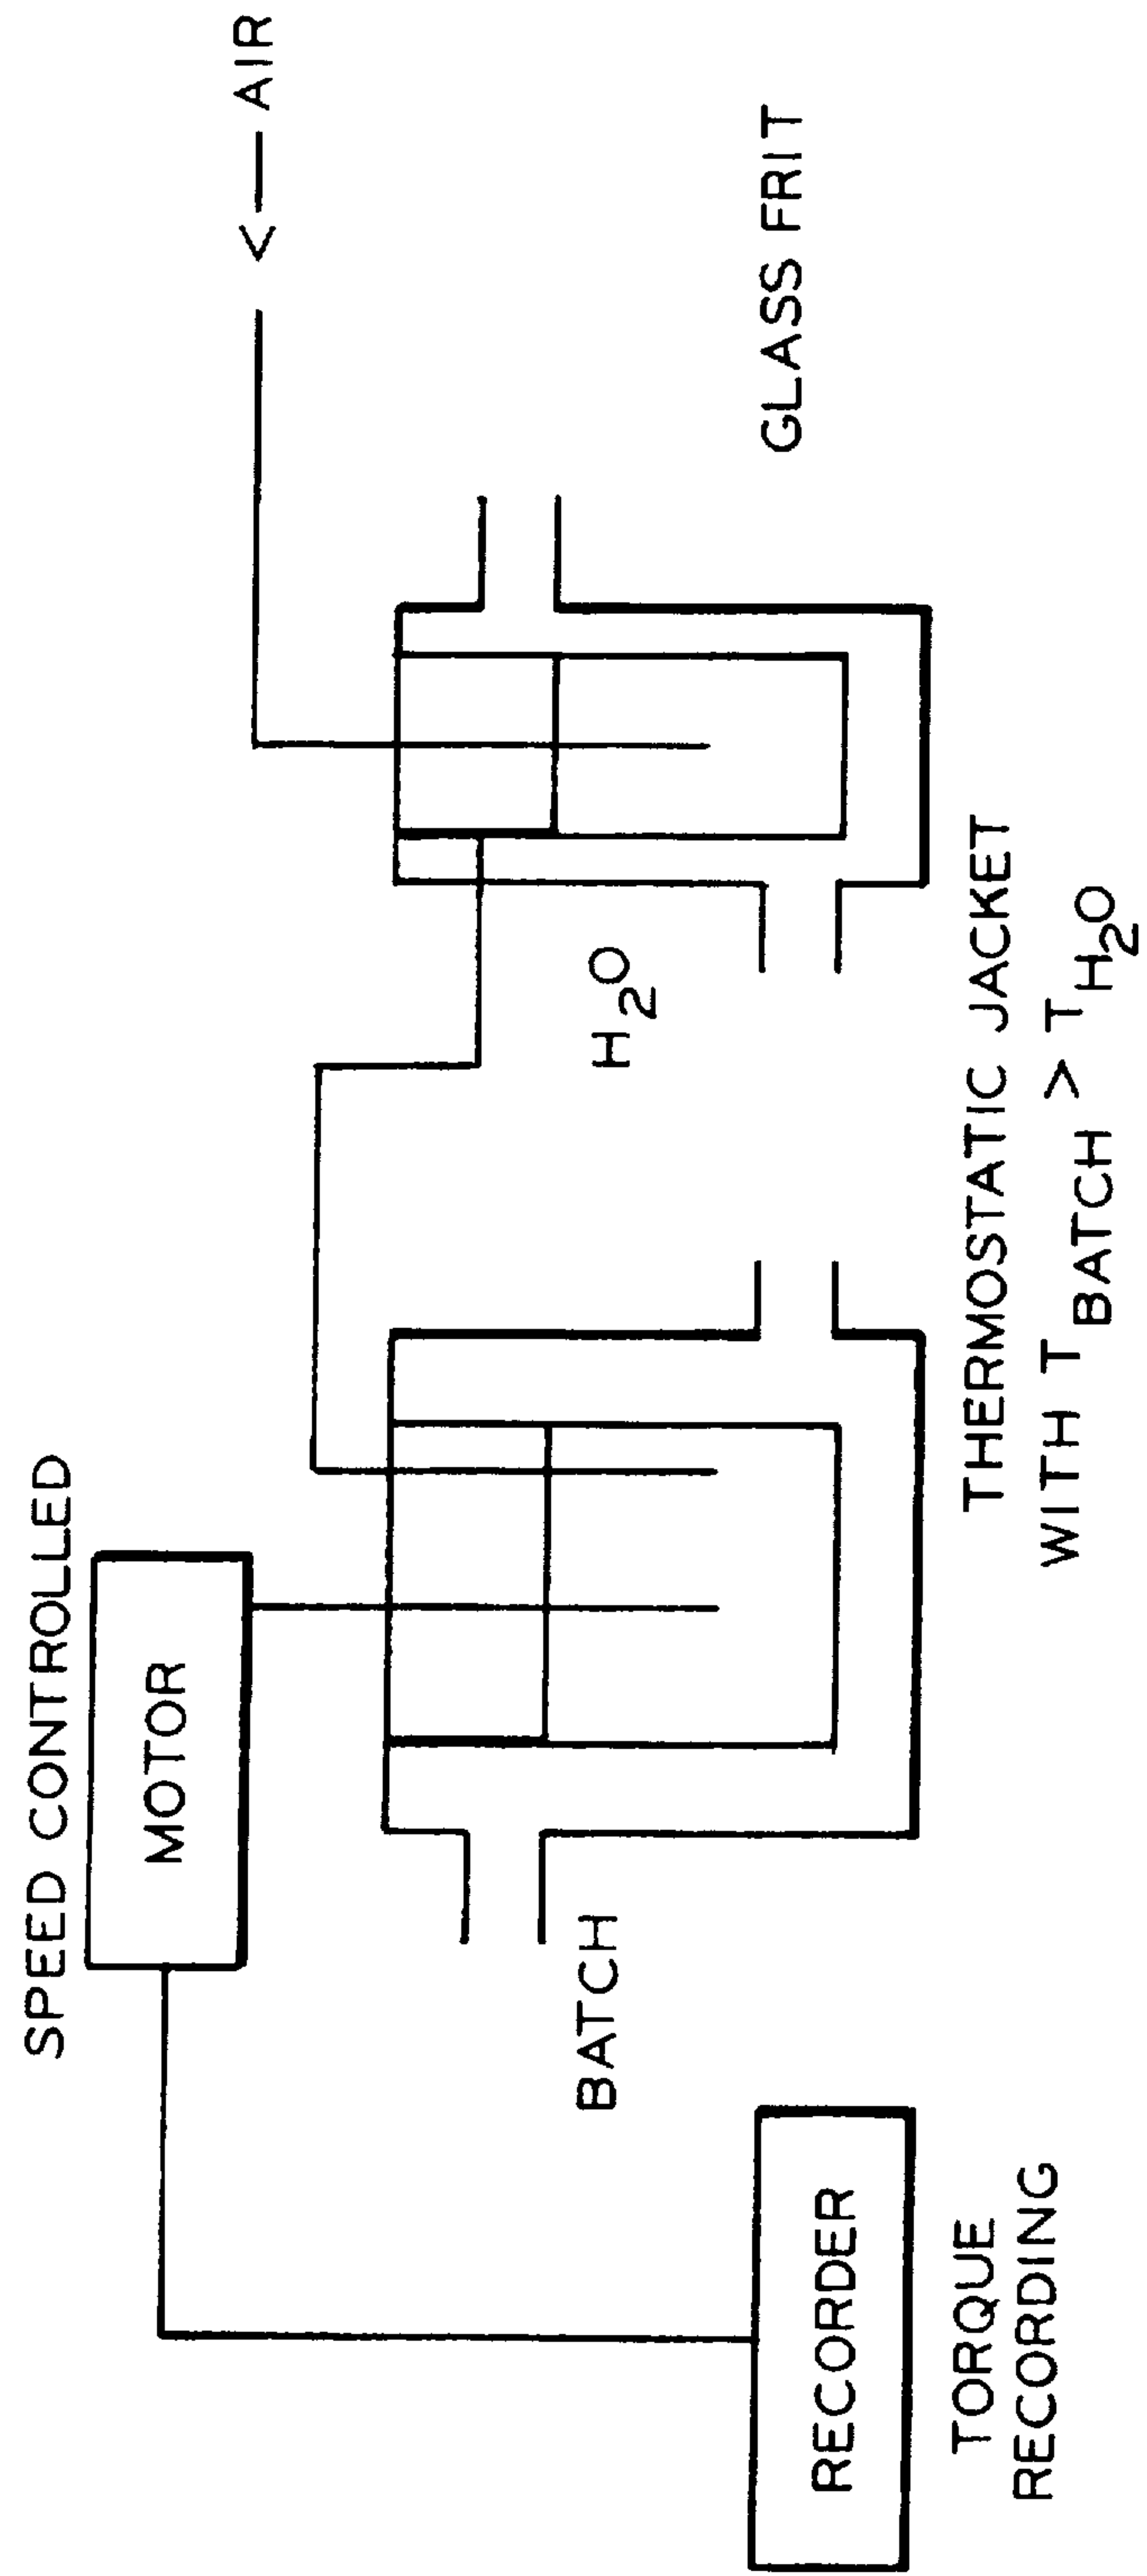 SPEED CONTROLLED
MOTOR
<— AIR
BATCH
H₂O
GLASS FRIT
RECORDER
TORQUE
RECORDING
THERMOSTATIC JACKET
WITH T BATCH > T H₂O